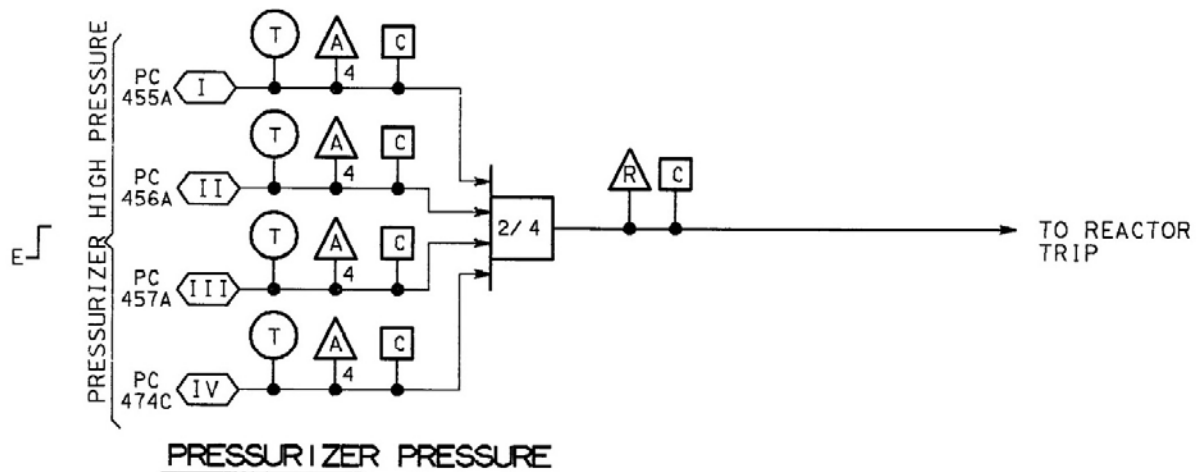 PRESSURIZER HIGH PRESSURE
E
PC
455A
I
T
A
4
C
PC
456A
II
T
A
4
C
PC
457A
III
T
A
4
C
PC
474C
IV
T
A
4
C
2/4
R
C
TO REACTOR
TRIP
PRESSURIZER PRESSURE